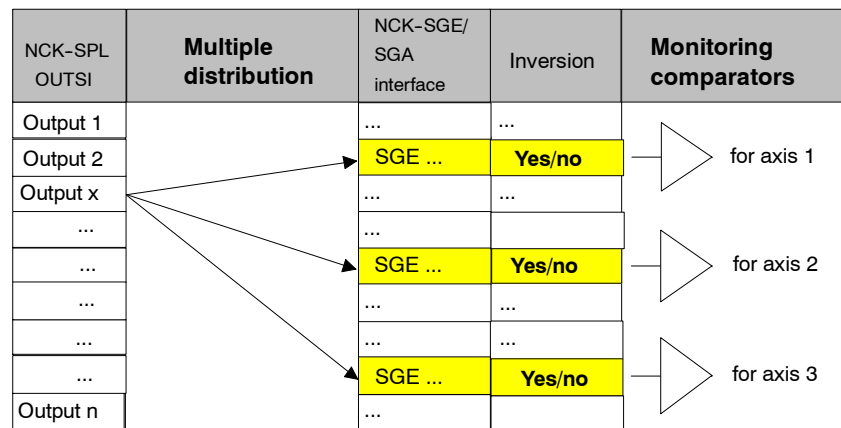 NCK-SPL OUTSI Multiple distribution NCK-SGE/ SGA interface Inversion Monitoring comparators
Output 1 ... ...
Output 2 SGE ... Yes/no for axis 1
Output x ... ...
... ...
... SGE ... Yes/no for axis 2
... ... ...
... ... ...
... SGE ... Yes/no for axis 3
Output n ...